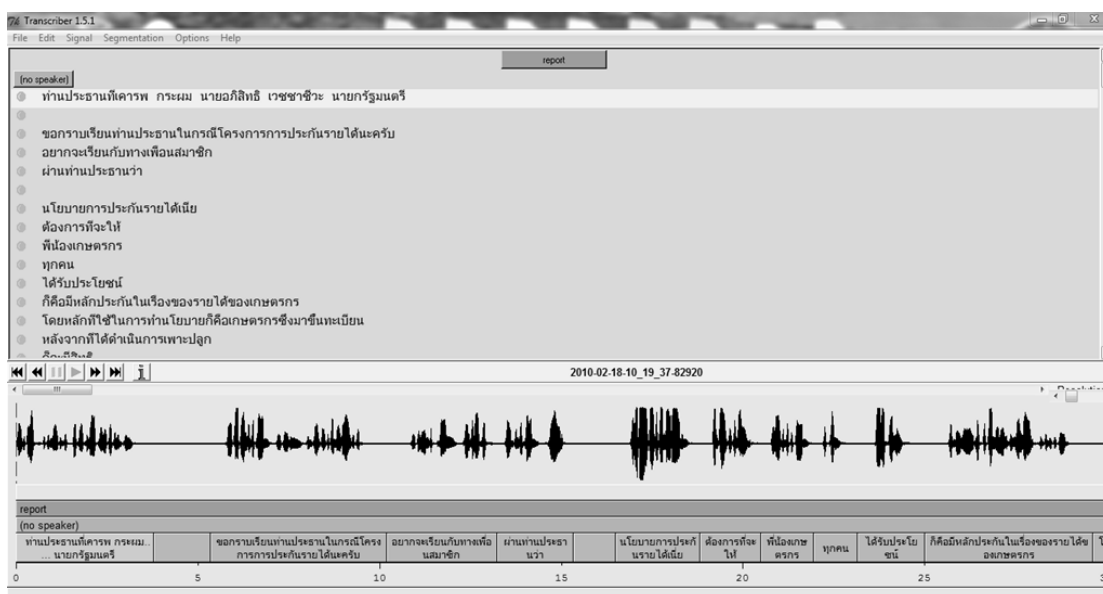 Transcriber 1.5.1
File Edit Signal Segmentation Options Help
report
(no speaker)
ท่านประธานที่เคารพ กระผม นายอภิสิทธิ์ เวชชาชีวะ นายกรัฐมนตรี
ขอกราบเรียนท่านประธานในกรณีโครงการการประกันรายได้นะครับ
อยากจะเรียนกับทางเพื่อนสมาชิก
ผ่านท่านประธานว่า
นโยบายการประกันรายได้เนี่ย
ต้องการที่จะให้
พี่น้องเกษตรกร
ทุกคน
ได้รับประโยชน์
ก็คือมีหลักประกันในเรื่องของรายได้ของเกษตรกร
โดยหลักที่ใช้ในการทำนโยบายก็คือเกษตรกรซึ่งมาขึ้นทะเบียน
หลังจากที่ได้ดำเนินการเพาะปลูก
2010-02-18-10_19_37-82920
report
(no speaker)
ท่านประธานที่เคารพ กระผม..
... นายกรัฐมนตรี
ขอกราบเรียนท่านประธานในกรณีโครง
การการประกันรายได้นะครับ
อยากจะเรียนกับทางเพื่อ
นสมาชิก
ผ่านท่านประธา
นว่า
นโยบายการประกั
นรายได้เนี่ย
ต้องการที่จะ
ให้
พี่น้องเกษ
ตรกร
ทุกคน
ได้รับประโย
ชน์
ก็คือมีหลักประกันในเรื่องของรายได้ข
องเกษตรกร
0 5 10 15 20 25